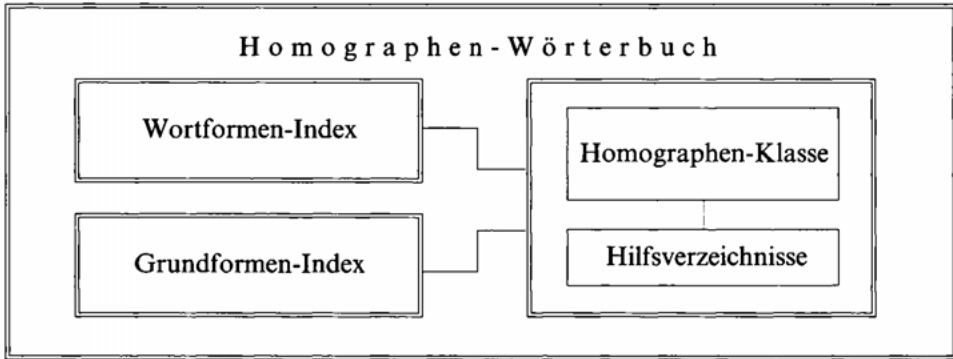 Homographen-Wörterbuch
Wortformen-Index
Homographen-Klasse
Grundformen-Index
Hilfsverzeichnisse